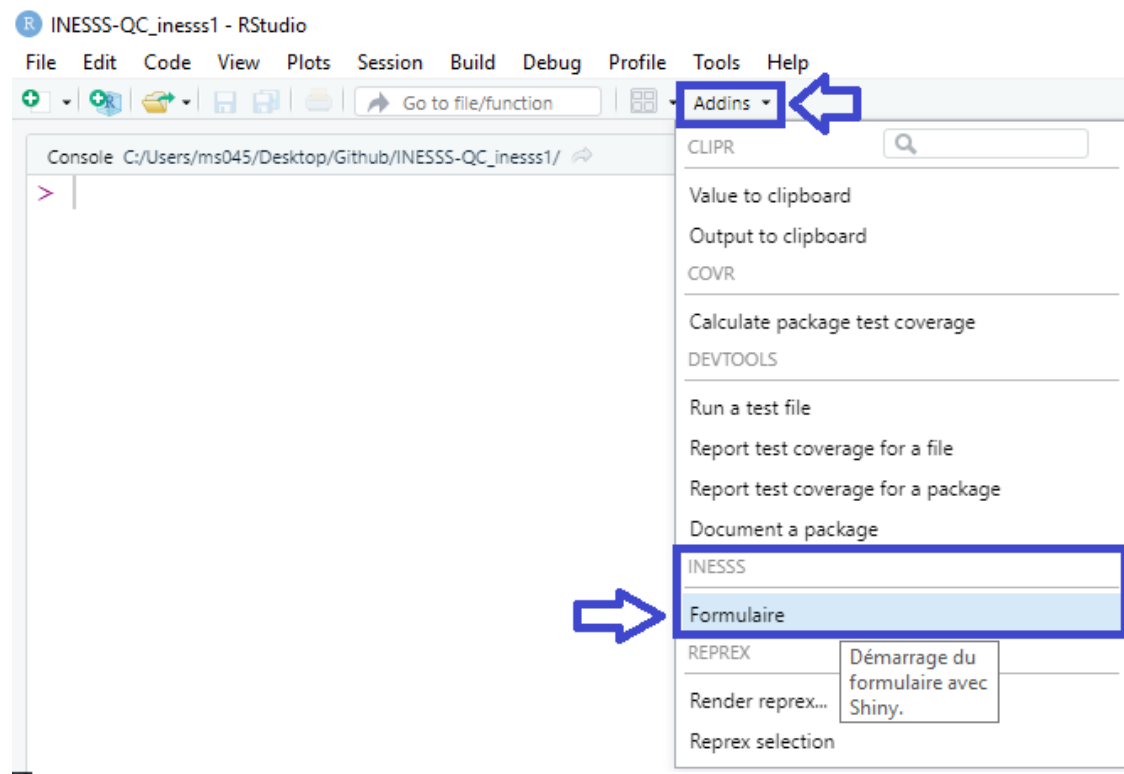 R INESSS-QC_inesss1 - RStudio
File Edit Code View Plots Session Build Debug Profile Tools Help
Go to file/function Addins
Console C:/Users/ms045/Desktop/Github/INESSS-QC_inesss1/
>
CLIPR
Value to clipboard
Output to clipboard
COVR
Calculate package test coverage
DEVTOOLS
Run a test file
Report test coverage for a file
Report test coverage for a package
Document a package
INESSS
Formulaire
REPREX
Démarrage du
formulaire avec
Shiny.
Render reprex...
Reprex selection